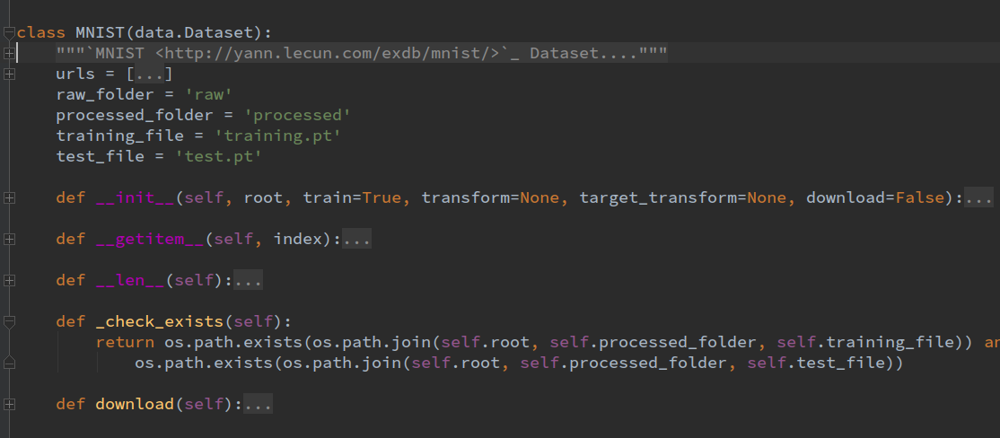 class MNIST(data.Dataset):
"""`MNIST <http://yann.lecun.com/exdb/mnist/>`_ Dataset...."""
urls = [...]
raw_folder = 'raw'
processed_folder = 'processed'
training_file = 'training.pt'
test_file = 'test.pt'
def __init__(self, root, train=True, transform=None, target_transform=None, download=False):...
def __getitem__(self, index):...
def __len__(self):...
def _check_exists(self):
return os.path.exists(os.path.join(self.root, self.processed_folder, self.training_file)) an
os.path.exists(os.path.join(self.root, self.processed_folder, self.test_file))
def download(self):...